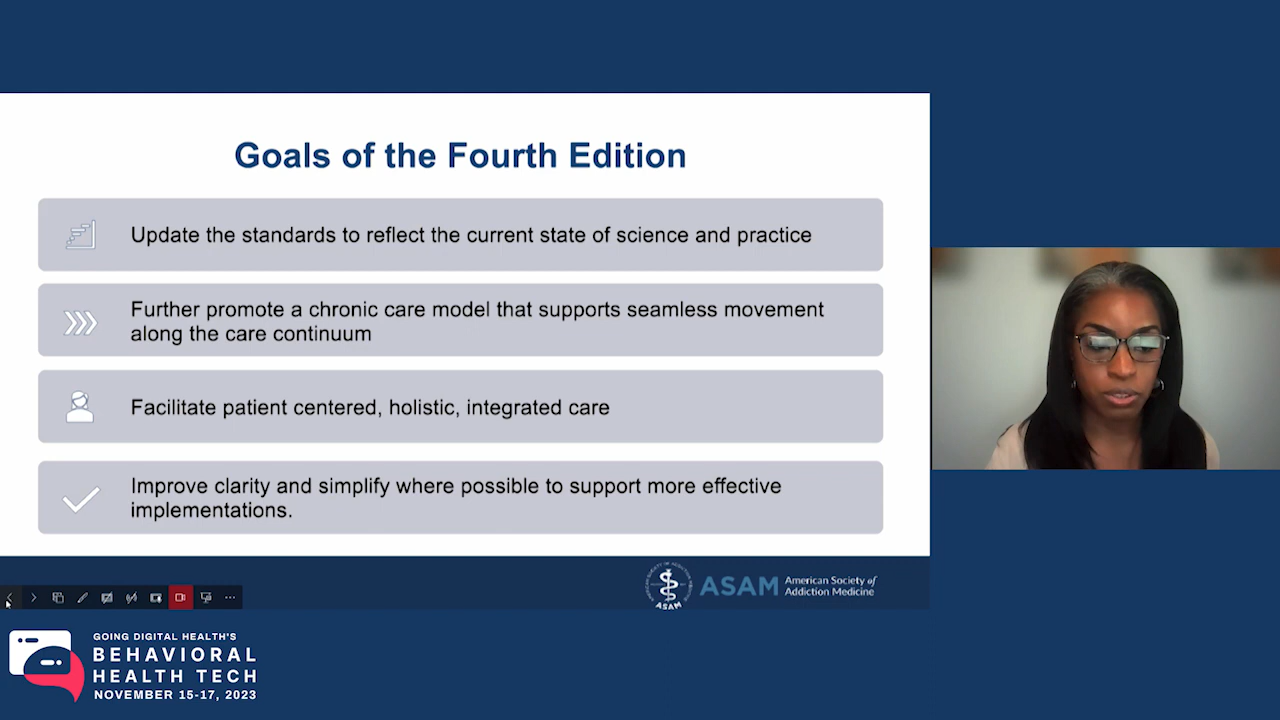 Goals of the Fourth Edition
Update the standards to reflect the current state of science and practice
Further promote a chronic care model that supports seamless movement
along the care continuum
Facilitate patient centered, holistic, integrated care
Improve clarity and simplify where possible to support more effective
implementations.
ASAM
ASAM
American Society of
Addiction Medicine
GOING DIGITAL HEALTH'S
BEHAVIORAL
HEALTH TECH
NOVEMBER 15-17, 2023